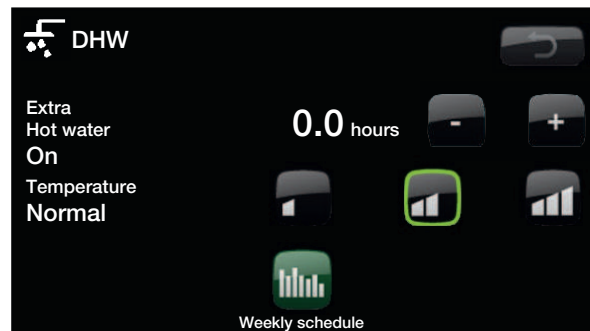 DHW
Extra
Hot water
0.0 hours
-
+
On
Temperature
Normal
Weekly schedule